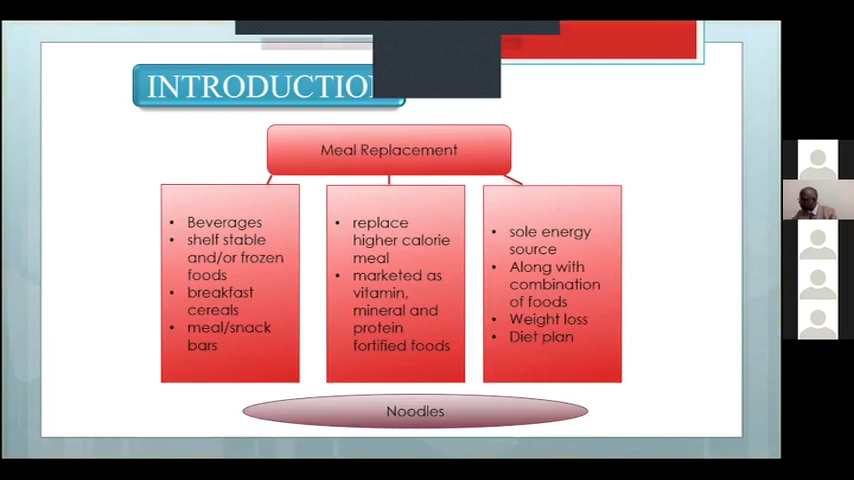 INTRODUCTION
Meal Replacement
• Beverages
• shelf stable
and/or frozen
foods
• breakfast
cereals
• meal/snack
bars
• replace
higher calorie
meal
• marketed as
vitamin,
mineral and
protein
fortified foods
• sole energy
source
• Along with
combination
of foods
• Weight loss
• Diet plan
Noodles